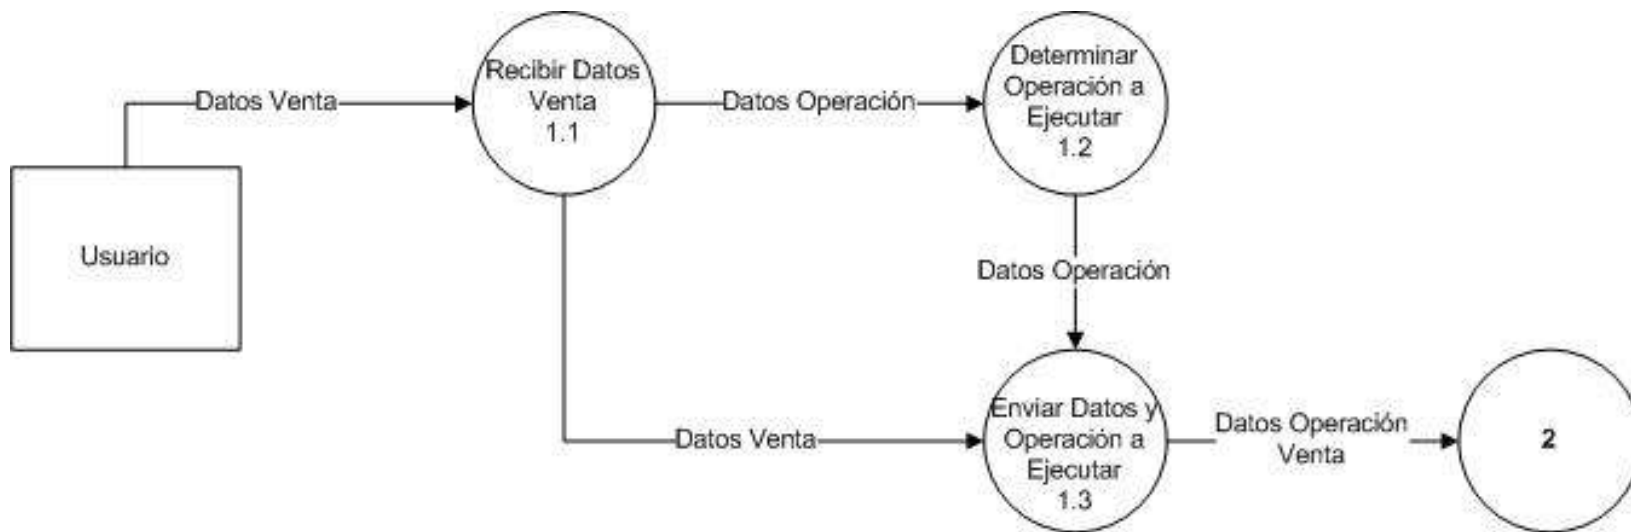 Datos Venta
Recibir Datos
Venta
1.1
Datos Operación
Determinar
Operación a
Ejecutar
1.2
Usuario
Datos Operación
Datos Venta
Enviar Datos y
Operación a
Ejecutar
1.3
Datos Operación
Venta
2